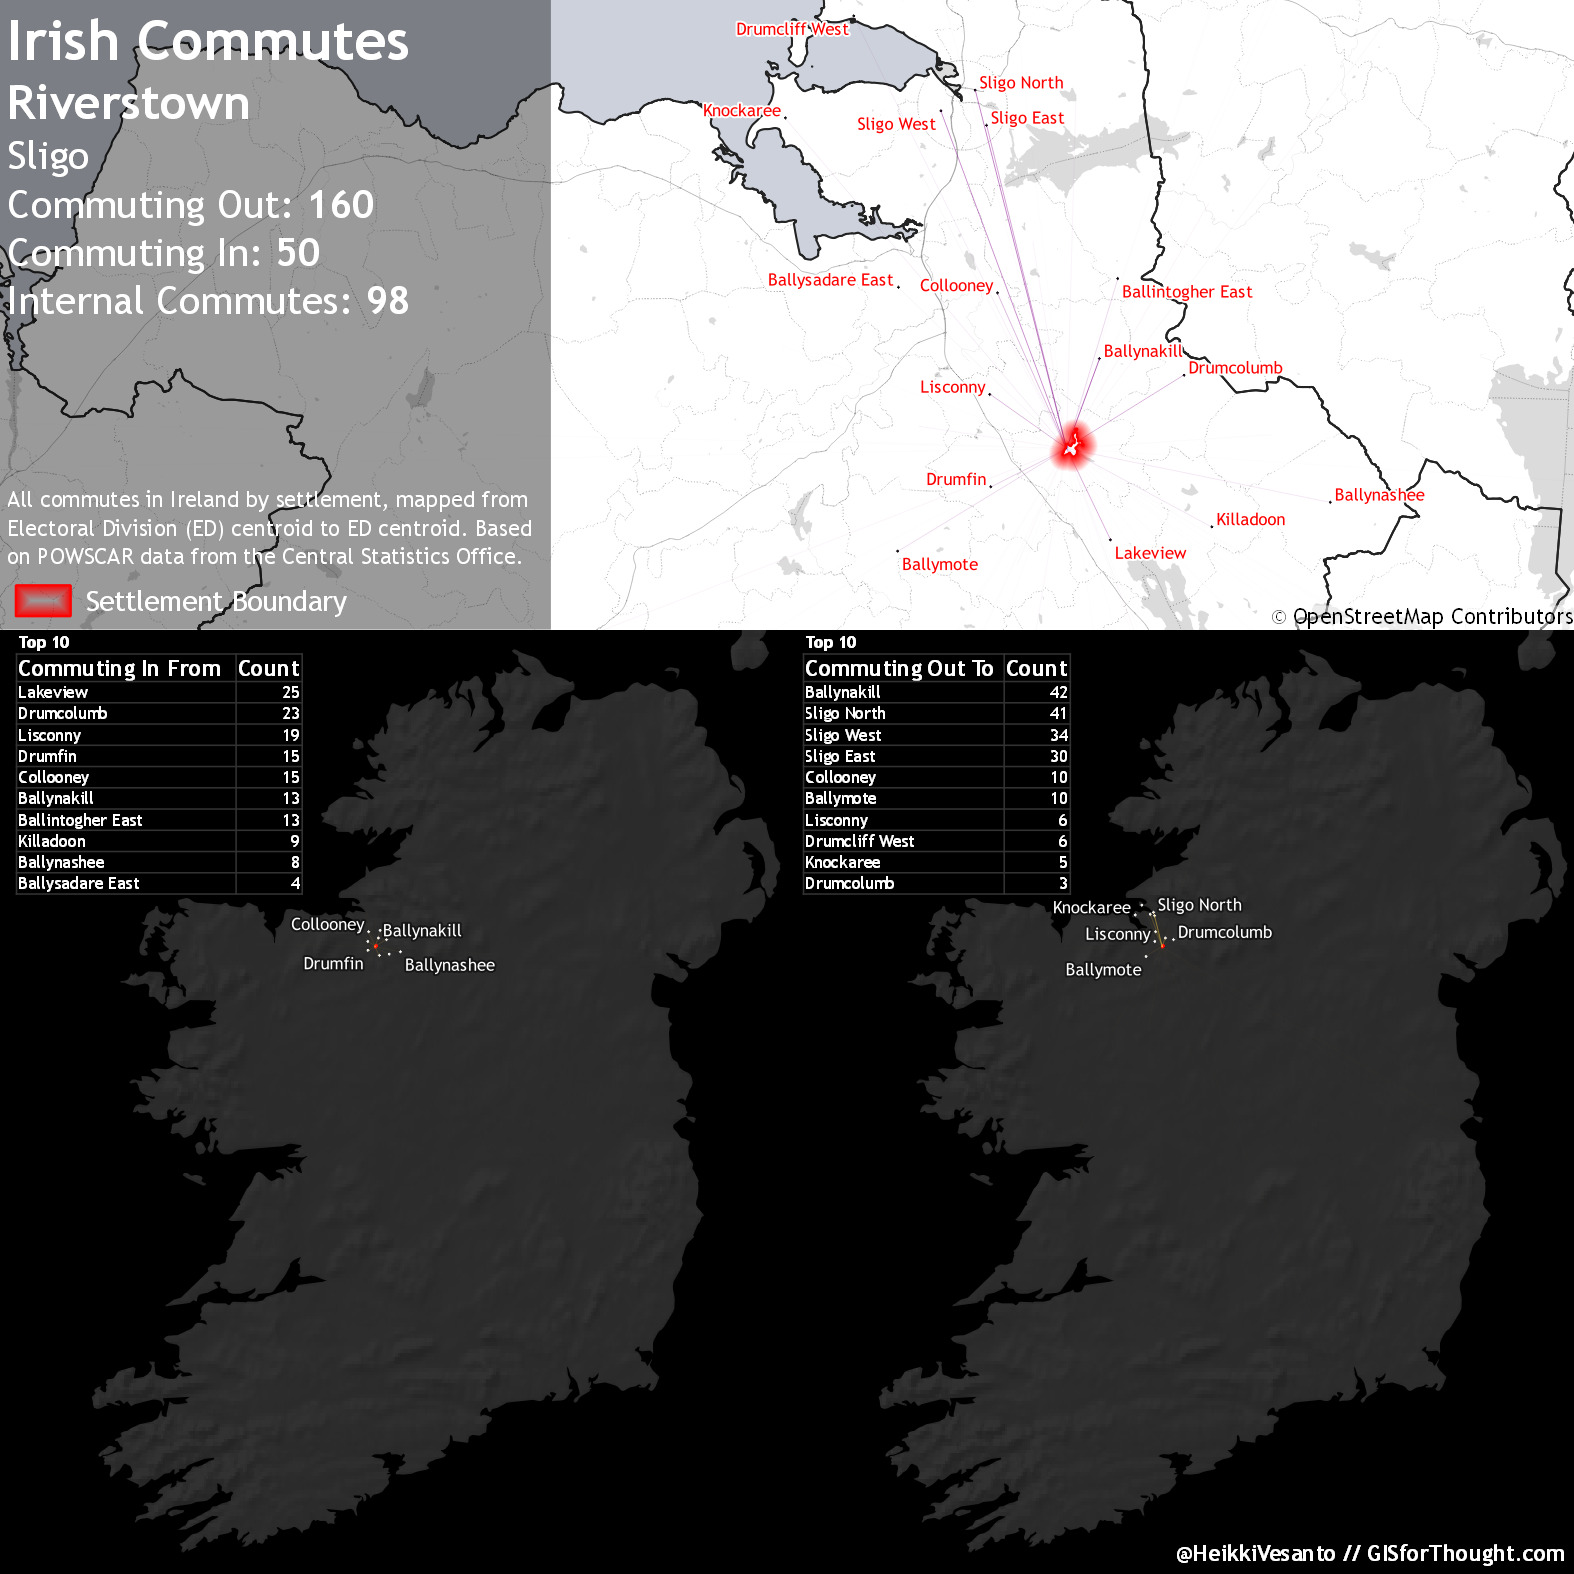 Irish Commutes
Riverstown
Sligo
Commuting Out: 160
Commuting In: 50
Internal Commutes: 98
All commutes in Ireland by settlement, mapped from
Electoral Division (ED) centroid to ED centroid. Based
on POWSCAR data from the Central Statistics Office.
Settlement Boundary
Drumcliff West
Sligo North
Knockaree
Sligo West
Sligo East
Ballysadare East
Collooney
Ballintogher East
Ballynakill
Drumcolumb
Lisconny
Drumfin
Ballynashee
Killadoon
Lakeview
Ballymote
© OpenStreetMap Contributors
Top 10
Commuting In From Count
Lakeview 25
Drumcolumb 23
Lisconny 19
Drumfin 15
Collooney 15
Ballynakill 13
Ballintogher East 13
Killadoon 9
Ballynashee 8
Ballysadare East 4
Collooney
Ballynakill
Drumfin
Ballynashee
Top 10
Commuting Out To Count
Ballynakill 42
Sligo North 41
Sligo West 34
Sligo East 30
Collooney 10
Ballymote 10
Lisconny 6
Drumcliff West 6
Knockaree 5
Drumcolumb 3
Knockaree
Sligo North
Lisconny
Drumcolumb
Ballymote
@HeikkiVesanto // GISforThought.com